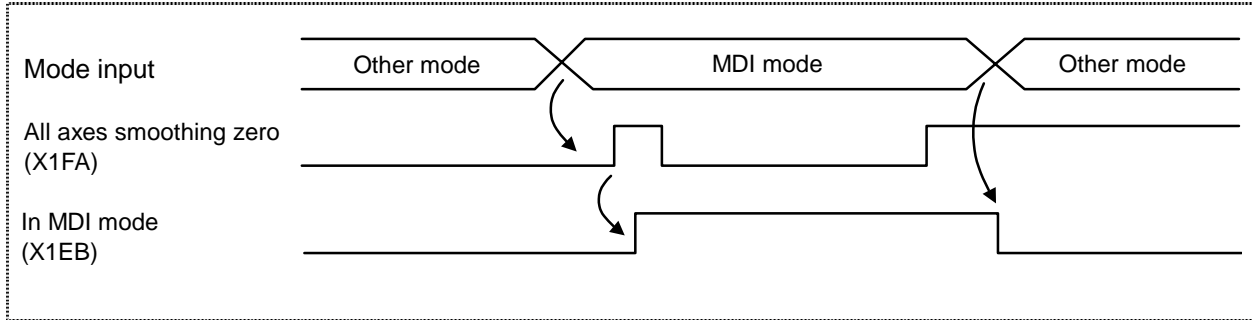 Mode input
Other mode
MDI mode
Other mode
All axes smoothing zero
(X1FA)
In MDI mode
(X1EB)